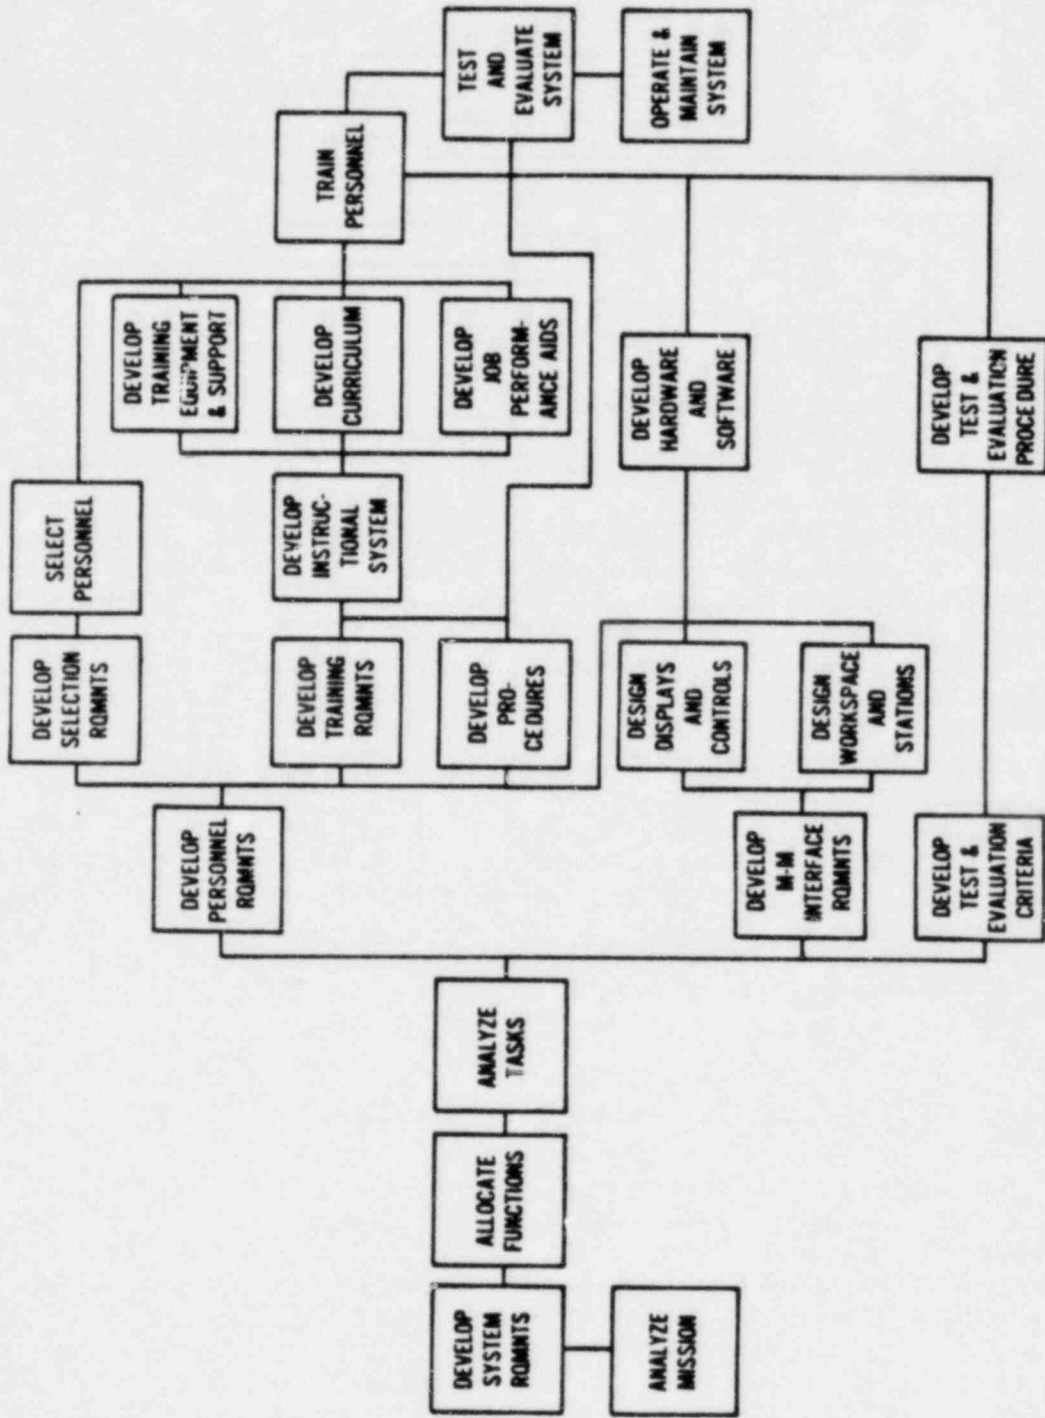 ANALYZE
MISSION
DEVELOP
SYSTEM
RQMNTS
ALLOCATE
FUNCTIONS
ANALYZE
TASKS
DEVELOP
PERSONNEL
RQMNTS
DEVELOP
M-M
INTERFACE
RQMNTS
DEVELOP
TEST &
EVALUATION
CRITERIA
DEVELOP
SELECTION
RQMNTS
DEVELOP
TRAINING
RQMNTS
DEVELOP
PRO-
CEDURES
DESIGN
DISPLAYS
AND
CONTROLS
DESIGN
WORKSPACE
AND
STATIONS
SELECT
PERSONNEL
DEVELOP
INSTRUC-
TIONAL
SYSTEM
DEVELOP
TRAINING
EQUIPMENT
& SUPPORT
DEVELOP
CURRICULUM
DEVELOP
JOB
PERFORM-
ANCE AIDS
DEVELOP
HARDWARE
AND
SOFTWARE
DEVELOP
TEST &
EVALUATION
PROCEDURE
TRAIN
PERSONNEL
TEST
AND
EVALUATE
SYSTEM
OPERATE &
MAINTAIN
SYSTEM